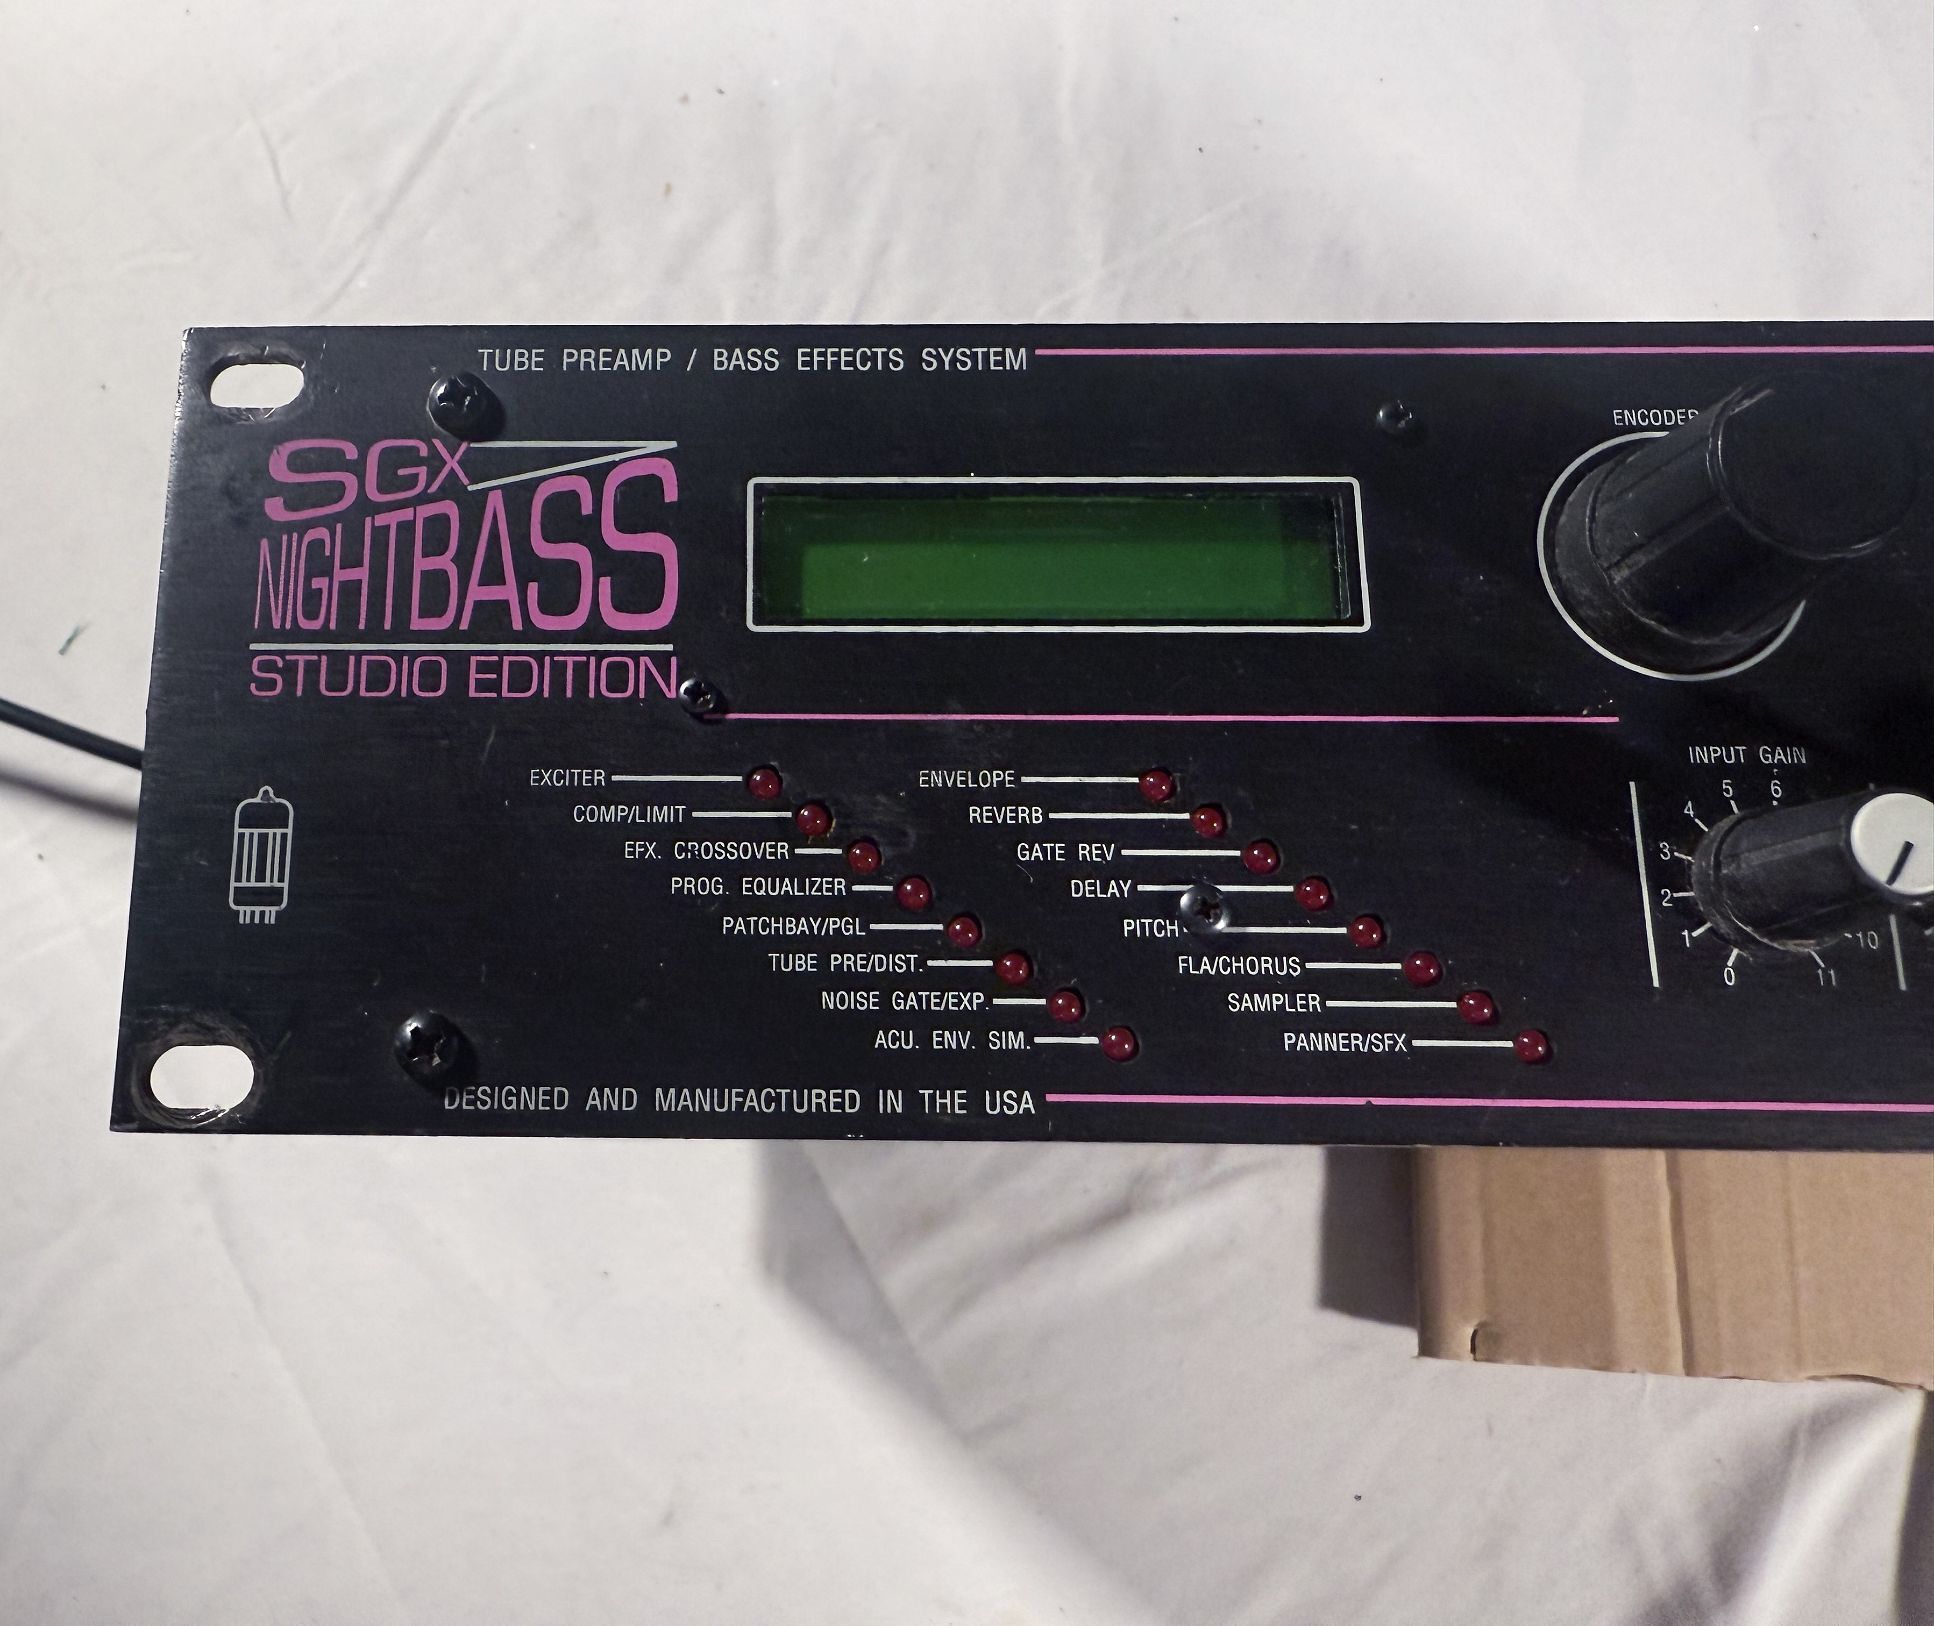 TUBE PREAMP / BASS EFFECTS SYSTEM
SGX
NIGHTBASS
STUDIO EDITION
ENCODER
EXCITER
COMP/LIMIT
EFX. CROSSOVER
PROG. EQUALIZER
PATCHBAY/PGL
TUBE PRE/DIST.
NOISE GATE/EXP.
ACU. ENV. SIM.
ENVELOPE
REVERB
GATE REV
DELAY
PITCH
FLA/CHORUS
SAMPLER
PANNER/SFX
INPUT GAIN
0 1 2 3 4 5 6 10 11
DESIGNED AND MANUFACTURED IN THE USA